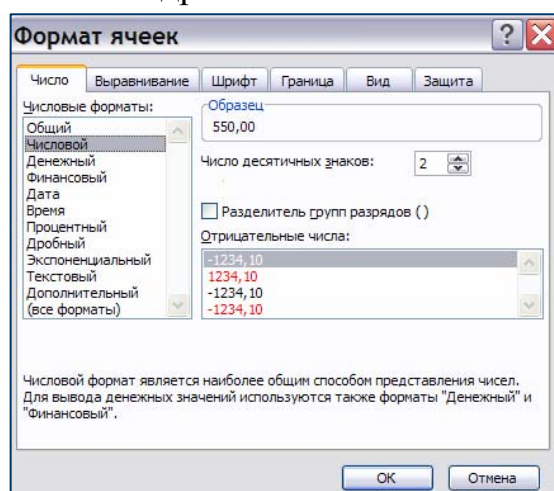 Формат ячеек
Число Выравнивание Шрифт Граница Вид Защита
Числовые форматы:
Общий
Числовой
Денежный
Финансовый
Дата
Время
Процентный
Дробный
Экспоненциальный
Текстовый
Дополнительный
(все форматы)
Образец
550,00
Число десятичных знаков: 2
Разделитель групп разрядов ( )
Отрицательные числа:
-1234,10
1234,10
-1234,10
-1234,10
Числовой формат является наиболее общим способом представления чисел.
Для вывода денежных значений используются также форматы "Денежный" и
"Финансовый".
ОК Отмена